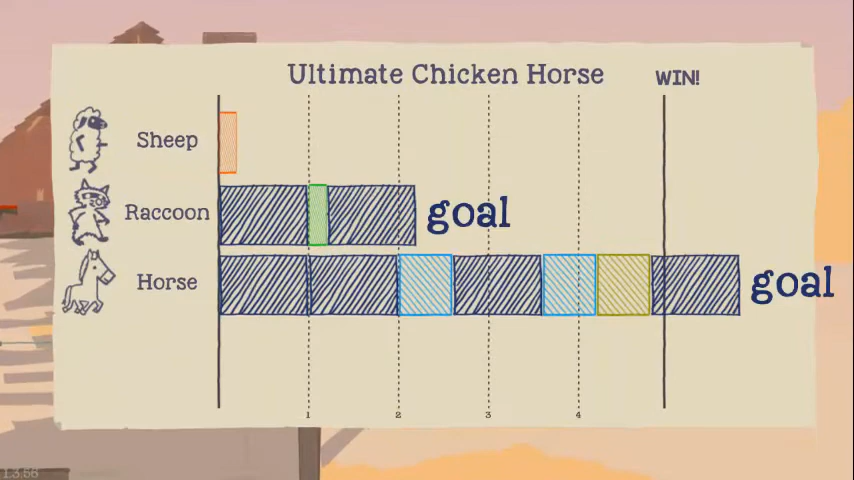 Ultimate Chicken Horse WIN!
Sheep
Raccoon goal
Horse goal
1 2 3 4